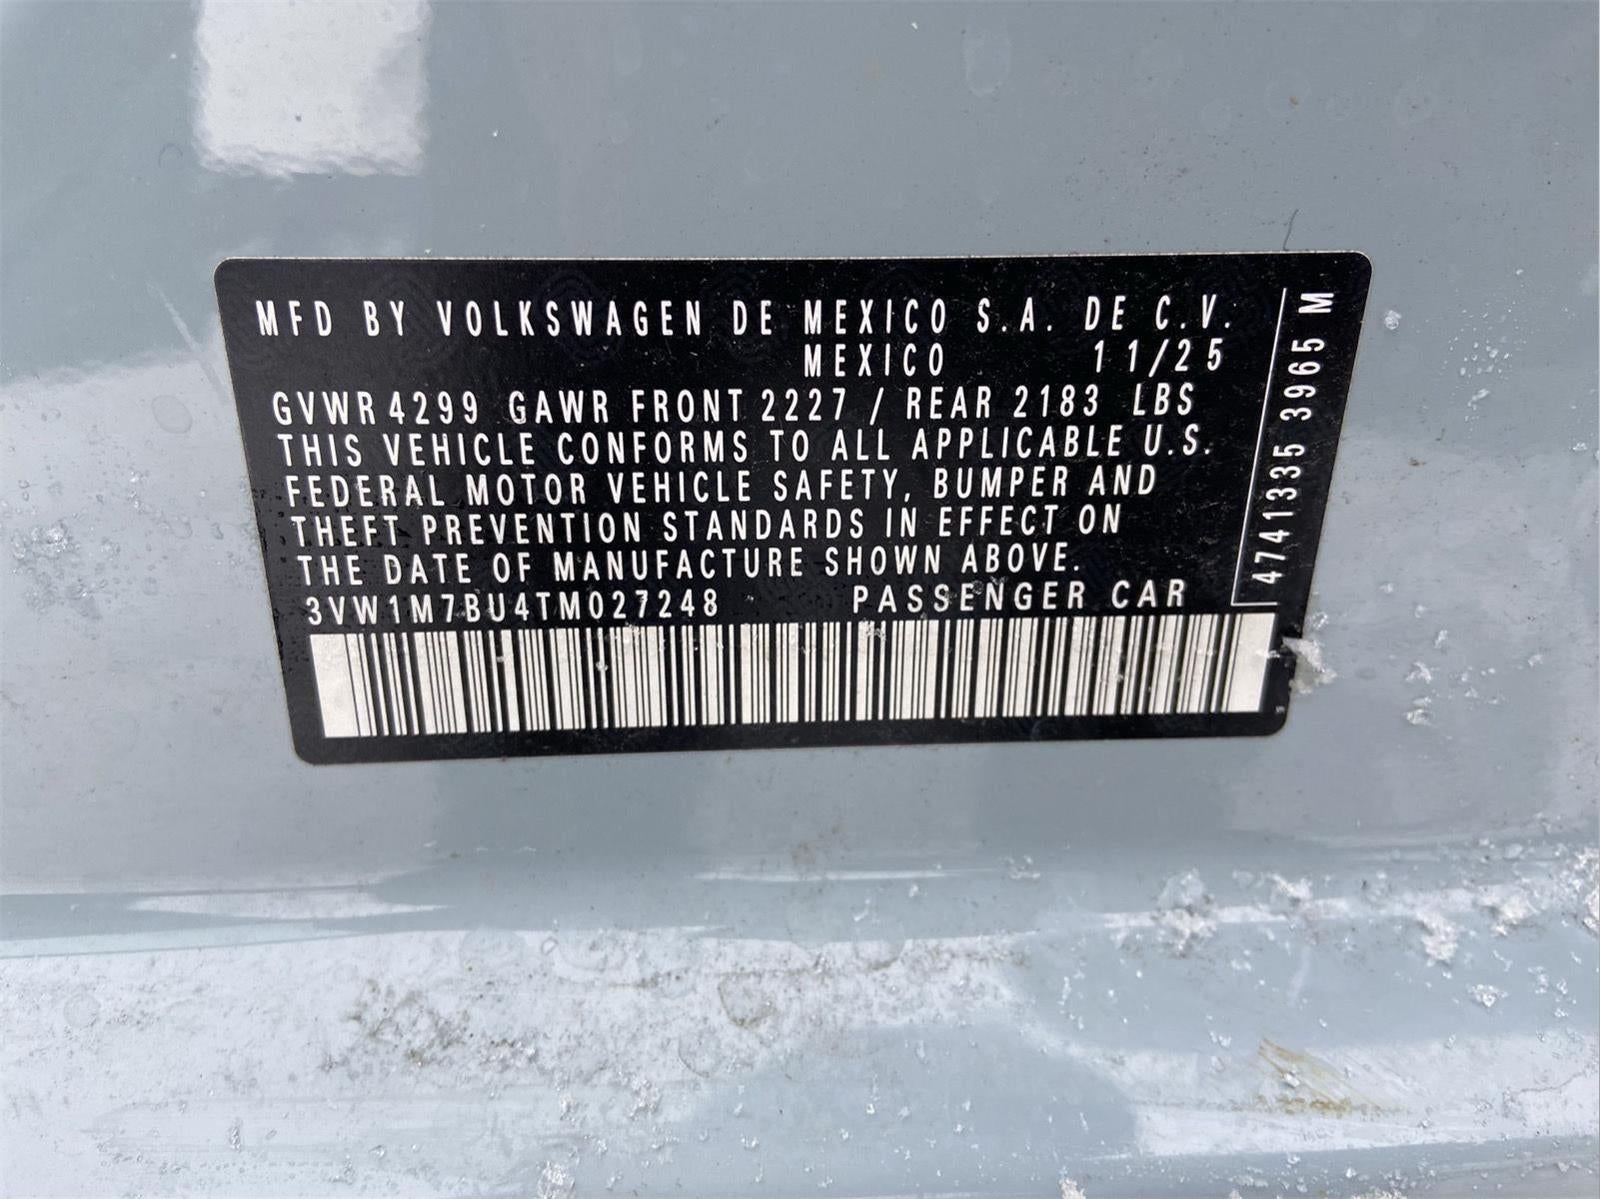 MFD BY VOLKSWAGEN DE MEXICO S.A. DE C.V.
MEXICO 11/25
GVWR 4299 GAWR FRONT 2227 / REAR 2183 LBS
THIS VEHICLE CONFORMS TO ALL APPLICABLE U.S.
FEDERAL MOTOR VEHICLE SAFETY, BUMPER AND
THEFT PREVENTION STANDARDS IN EFFECT ON
THE DATE OF MANUFACTURE SHOWN ABOVE.
3VW1M7BU4TM027248 PASSENGER CAR
4741335 3965 M